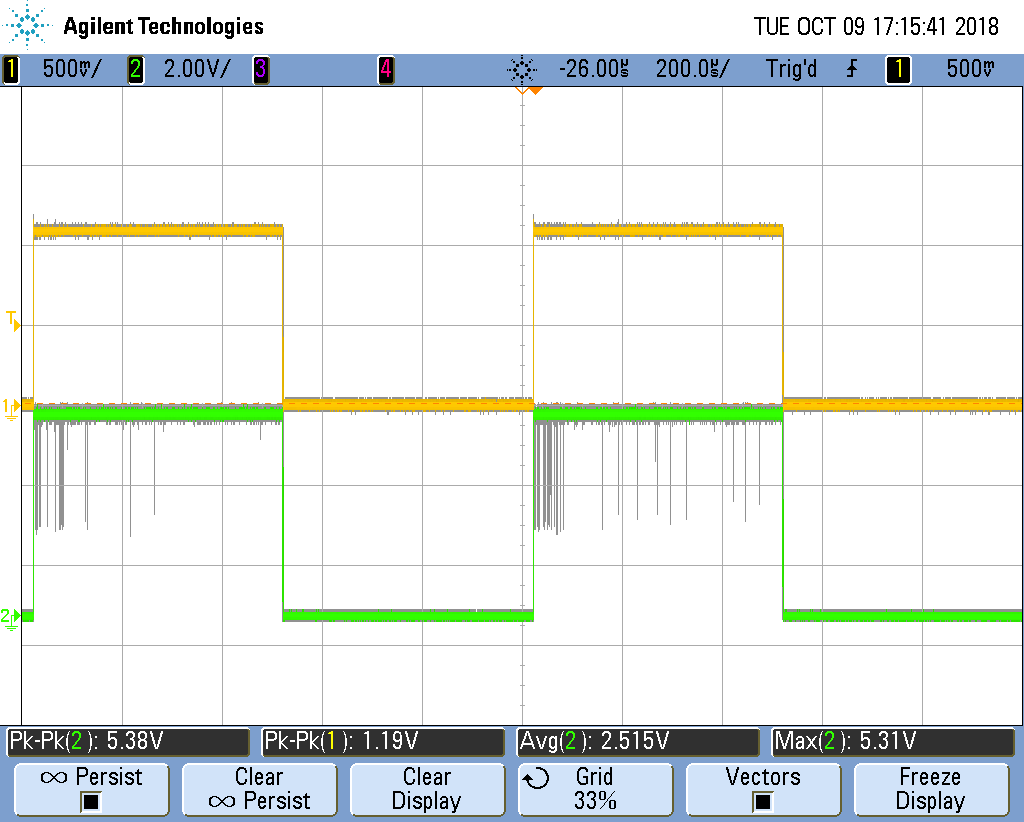 Agilent Technologies TUE OCT 09 17:15:41 2018
1 500mV/ 2 2.00V/ 3 4 -26.00µs 200.0µs/ Trig'd 1 500mV
T
1
2
Pk-Pk(2): 5.38V Pk-Pk(1): 1.19V Avg(2): 2.515V Max(2): 5.31V
∞ Persist Clear ∞ Persist Clear Display Grid 33% Vectors Freeze Display